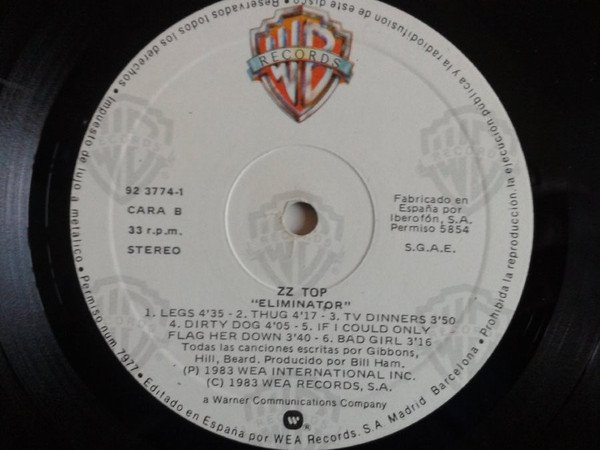 WB
RECORDS
92 3774-1
CARA B
33 r.p.m.
STEREO
Fabricado en
España por
Iberofón, S.A.
Permiso 5854
S.G.A.E.
ZZ TOP
"ELIMINATOR"
1. LEGS 4'35 - 2. THUG 4'17 - 3. TV DINNERS 3'50
4. DIRTY DOG 4'05 - 5. IF I COULD ONLY
FLAG HER DOWN 3'40 - 6. BAD GIRL 3'16
Todas las canciones escritas por Gibbons,
Hill, Beard. Producido por Bill Ham.
(P) 1983 WEA INTERNATIONAL INC.
(C) 1983 WEA RECORDS, S.A.
a Warner Communications Company
• Editado en España por WEA Records. S.A. Madrid Barcelona • Prohibida la reproducción, la ejecución pública y la radiodifusión de este disco • Reservados todos los derechos. • Impuesto de lujo a metálico • Permiso núm. 7977